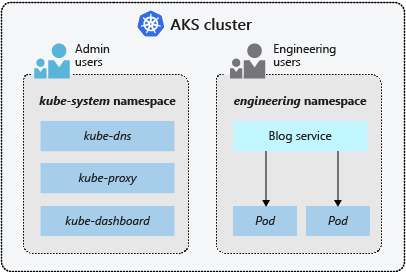 AKS cluster
Admin
users
kube-system namespace
kube-dns
kube-proxy
kube-dashboard
Engineering
users
engineering namespace
Blog service
Pod
Pod